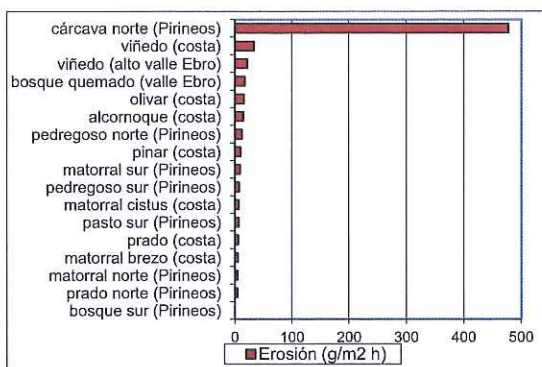 cárcava norte (Pirineos)
viñedo (costa)
viñedo (alto valle Ebro)
bosque quemado (valle Ebro)
olivar (costa)
alcornoque (costa)
pedregoso norte (Pirineos)
pinar (costa)
matorral sur (Pirineos)
pedregoso sur (Pirineos)
matorral cistus (costa)
pasto sur (Pirineos)
prado (costa)
matorral brezo (costa)
matorral norte (Pirineos)
prado norte (Pirineos)
bosque sur (Pirineos)
0 100 200 300 400 500
Erosión (g/m2 h)